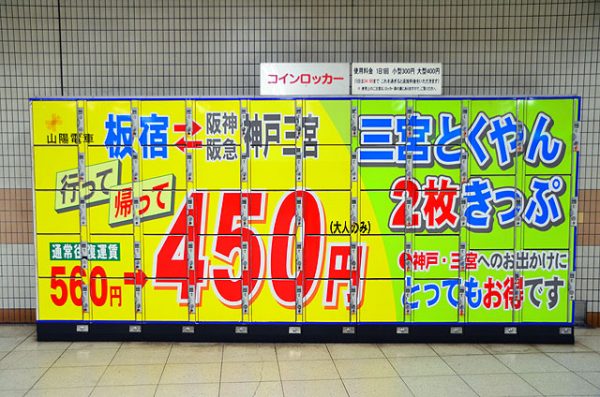 コインロッカー
使用料金 1日1回 小型300円 大型400円
山陽電車
板宿⇄阪神 阪急 神戸三宮
行って
帰って
450円
(大人のみ)
通常往復運賃
560円→
三宮とくやん
2枚きっぷ
神戸・三宮へのお出かけに
とってもお得です